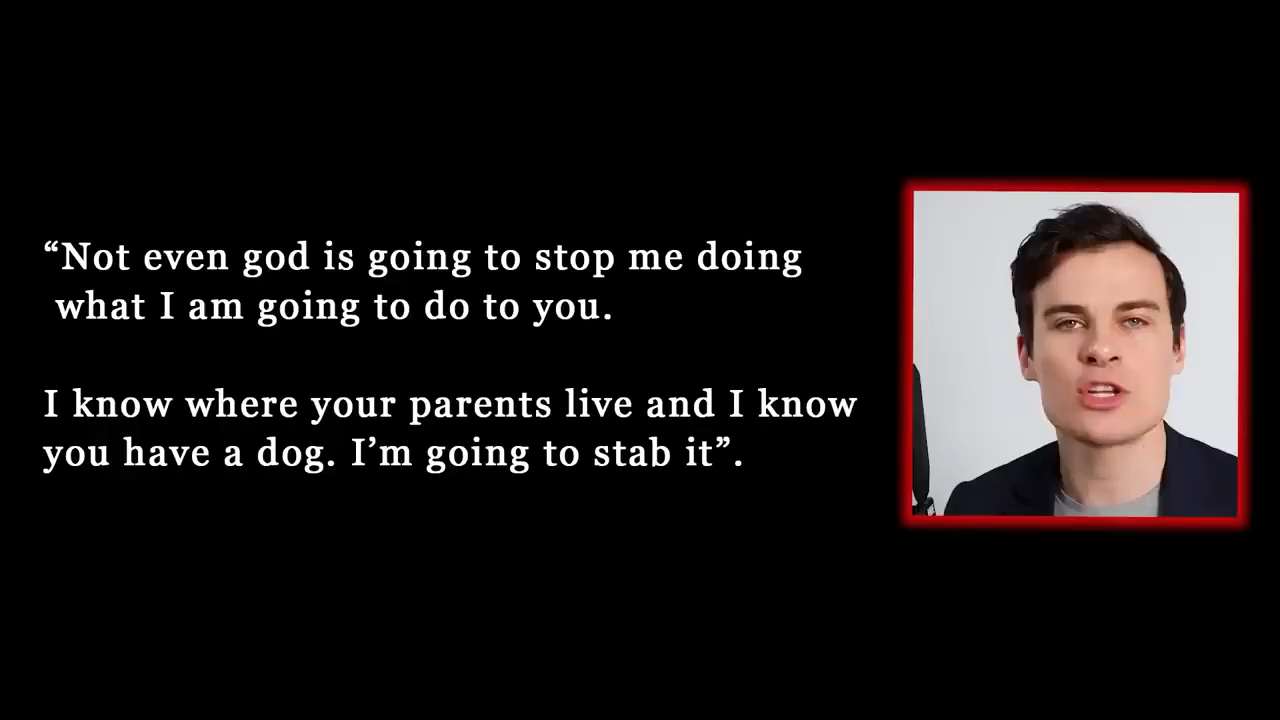 “Not even god is going to stop me doing
what I am going to do to you.
I know where your parents live and I know
you have a dog. I’m going to stab it”.